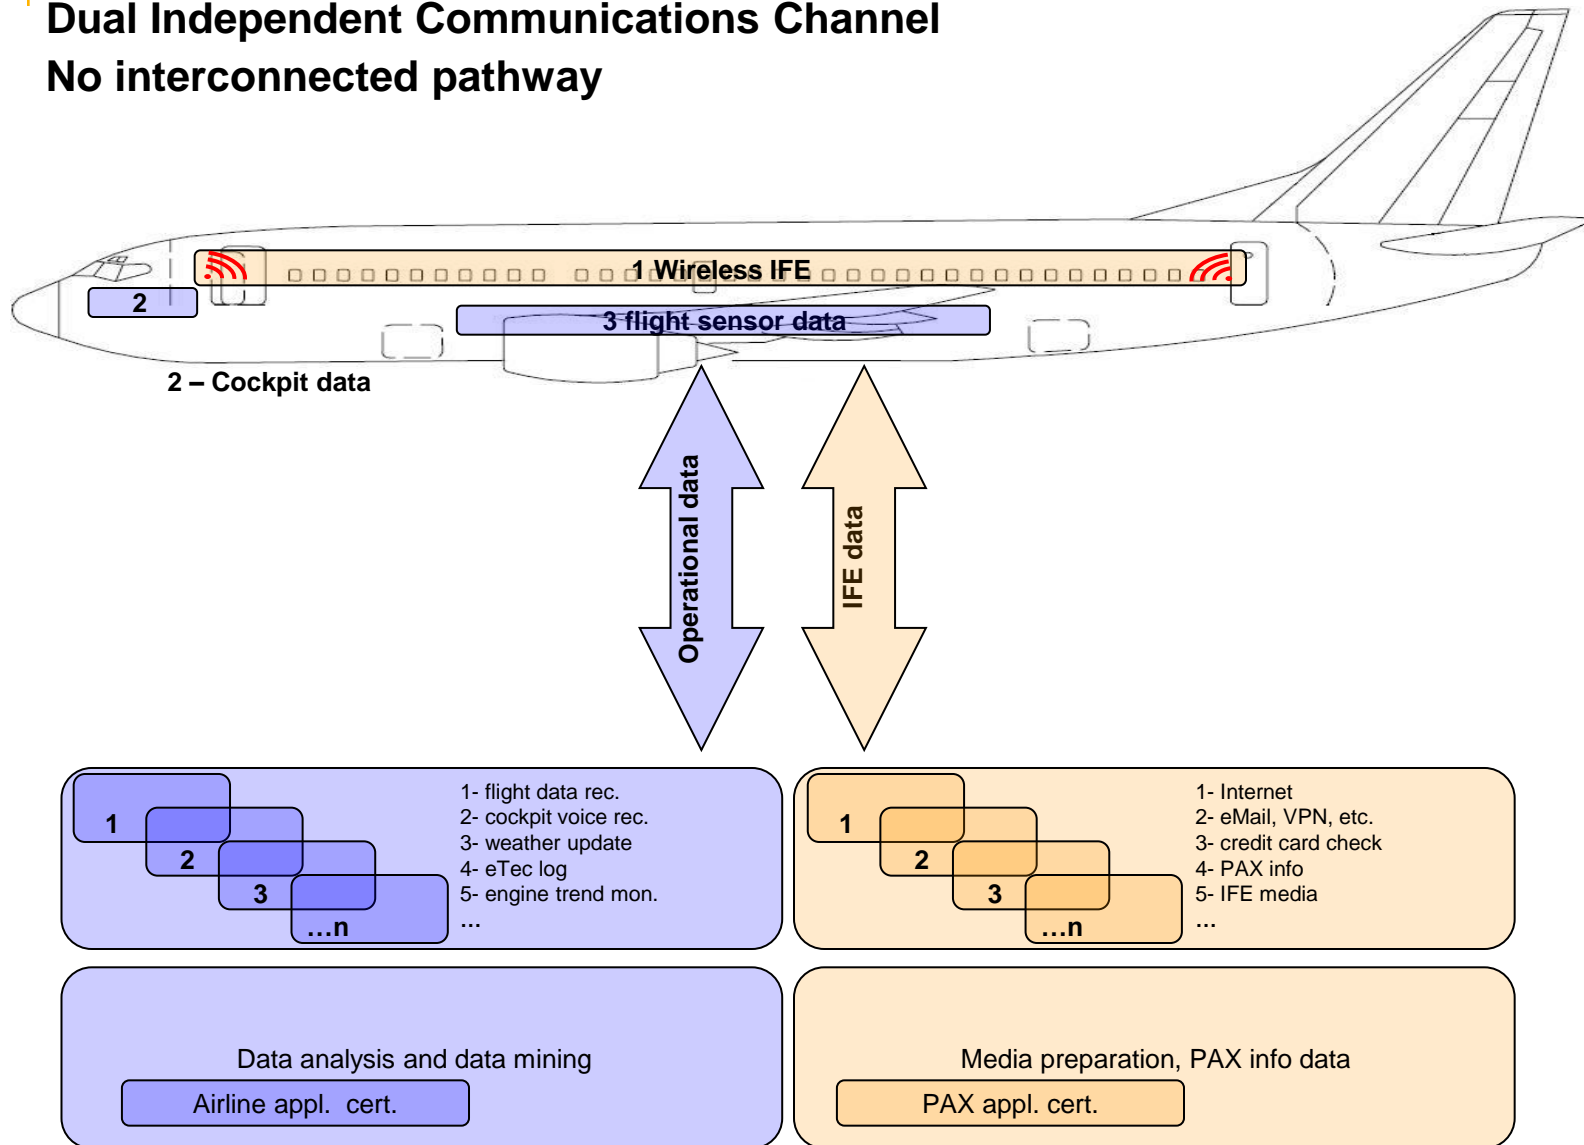 Dual Independent Communications Channel
No interconnected pathway
1 Wireless IFE
2
3 flight sensor data
2 – Cockpit data
Operational data
IFE data
1
2
3
...n
1- flight data rec.
2- cockpit voice rec.
3- weather update
4- eTec log
5- engine trend mon.
...
1
2
3
...n
1- Internet
2- eMail, VPN, etc.
3- credit card check
4- PAX info
5- IFE media
...
Data analysis and data mining
Airline appl. cert.
Media preparation, PAX info data
PAX appl. cert.